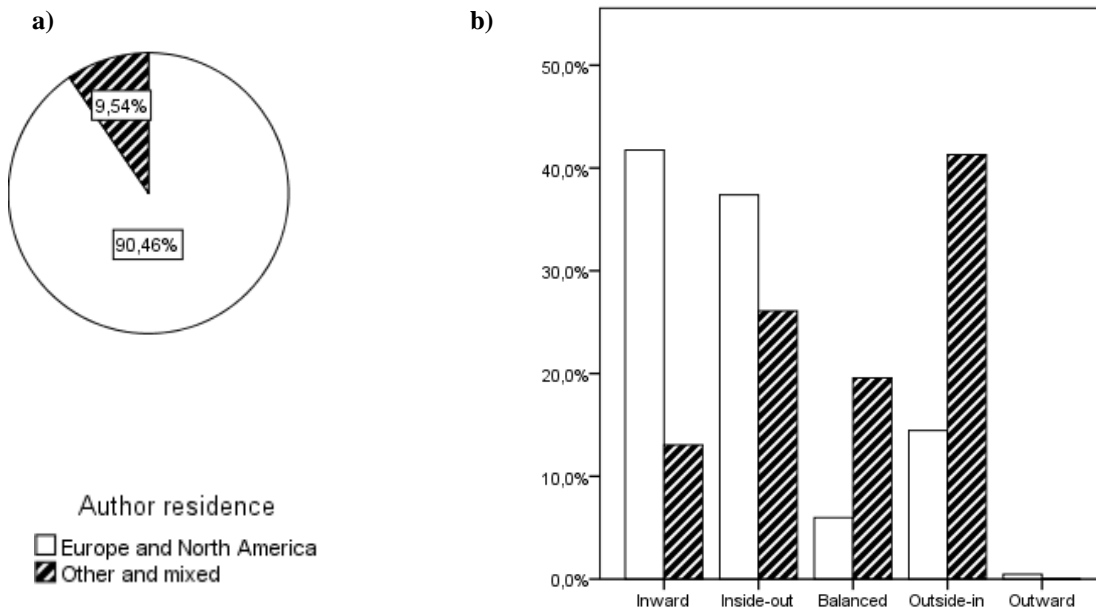 a)
9,54%
90,46%
Author residence
Europe and North America
Other and mixed
b)
50,0%
40,0%
30,0%
20,0%
10,0%
0,0%
Inward Inside-out Balanced Outside-in Outward